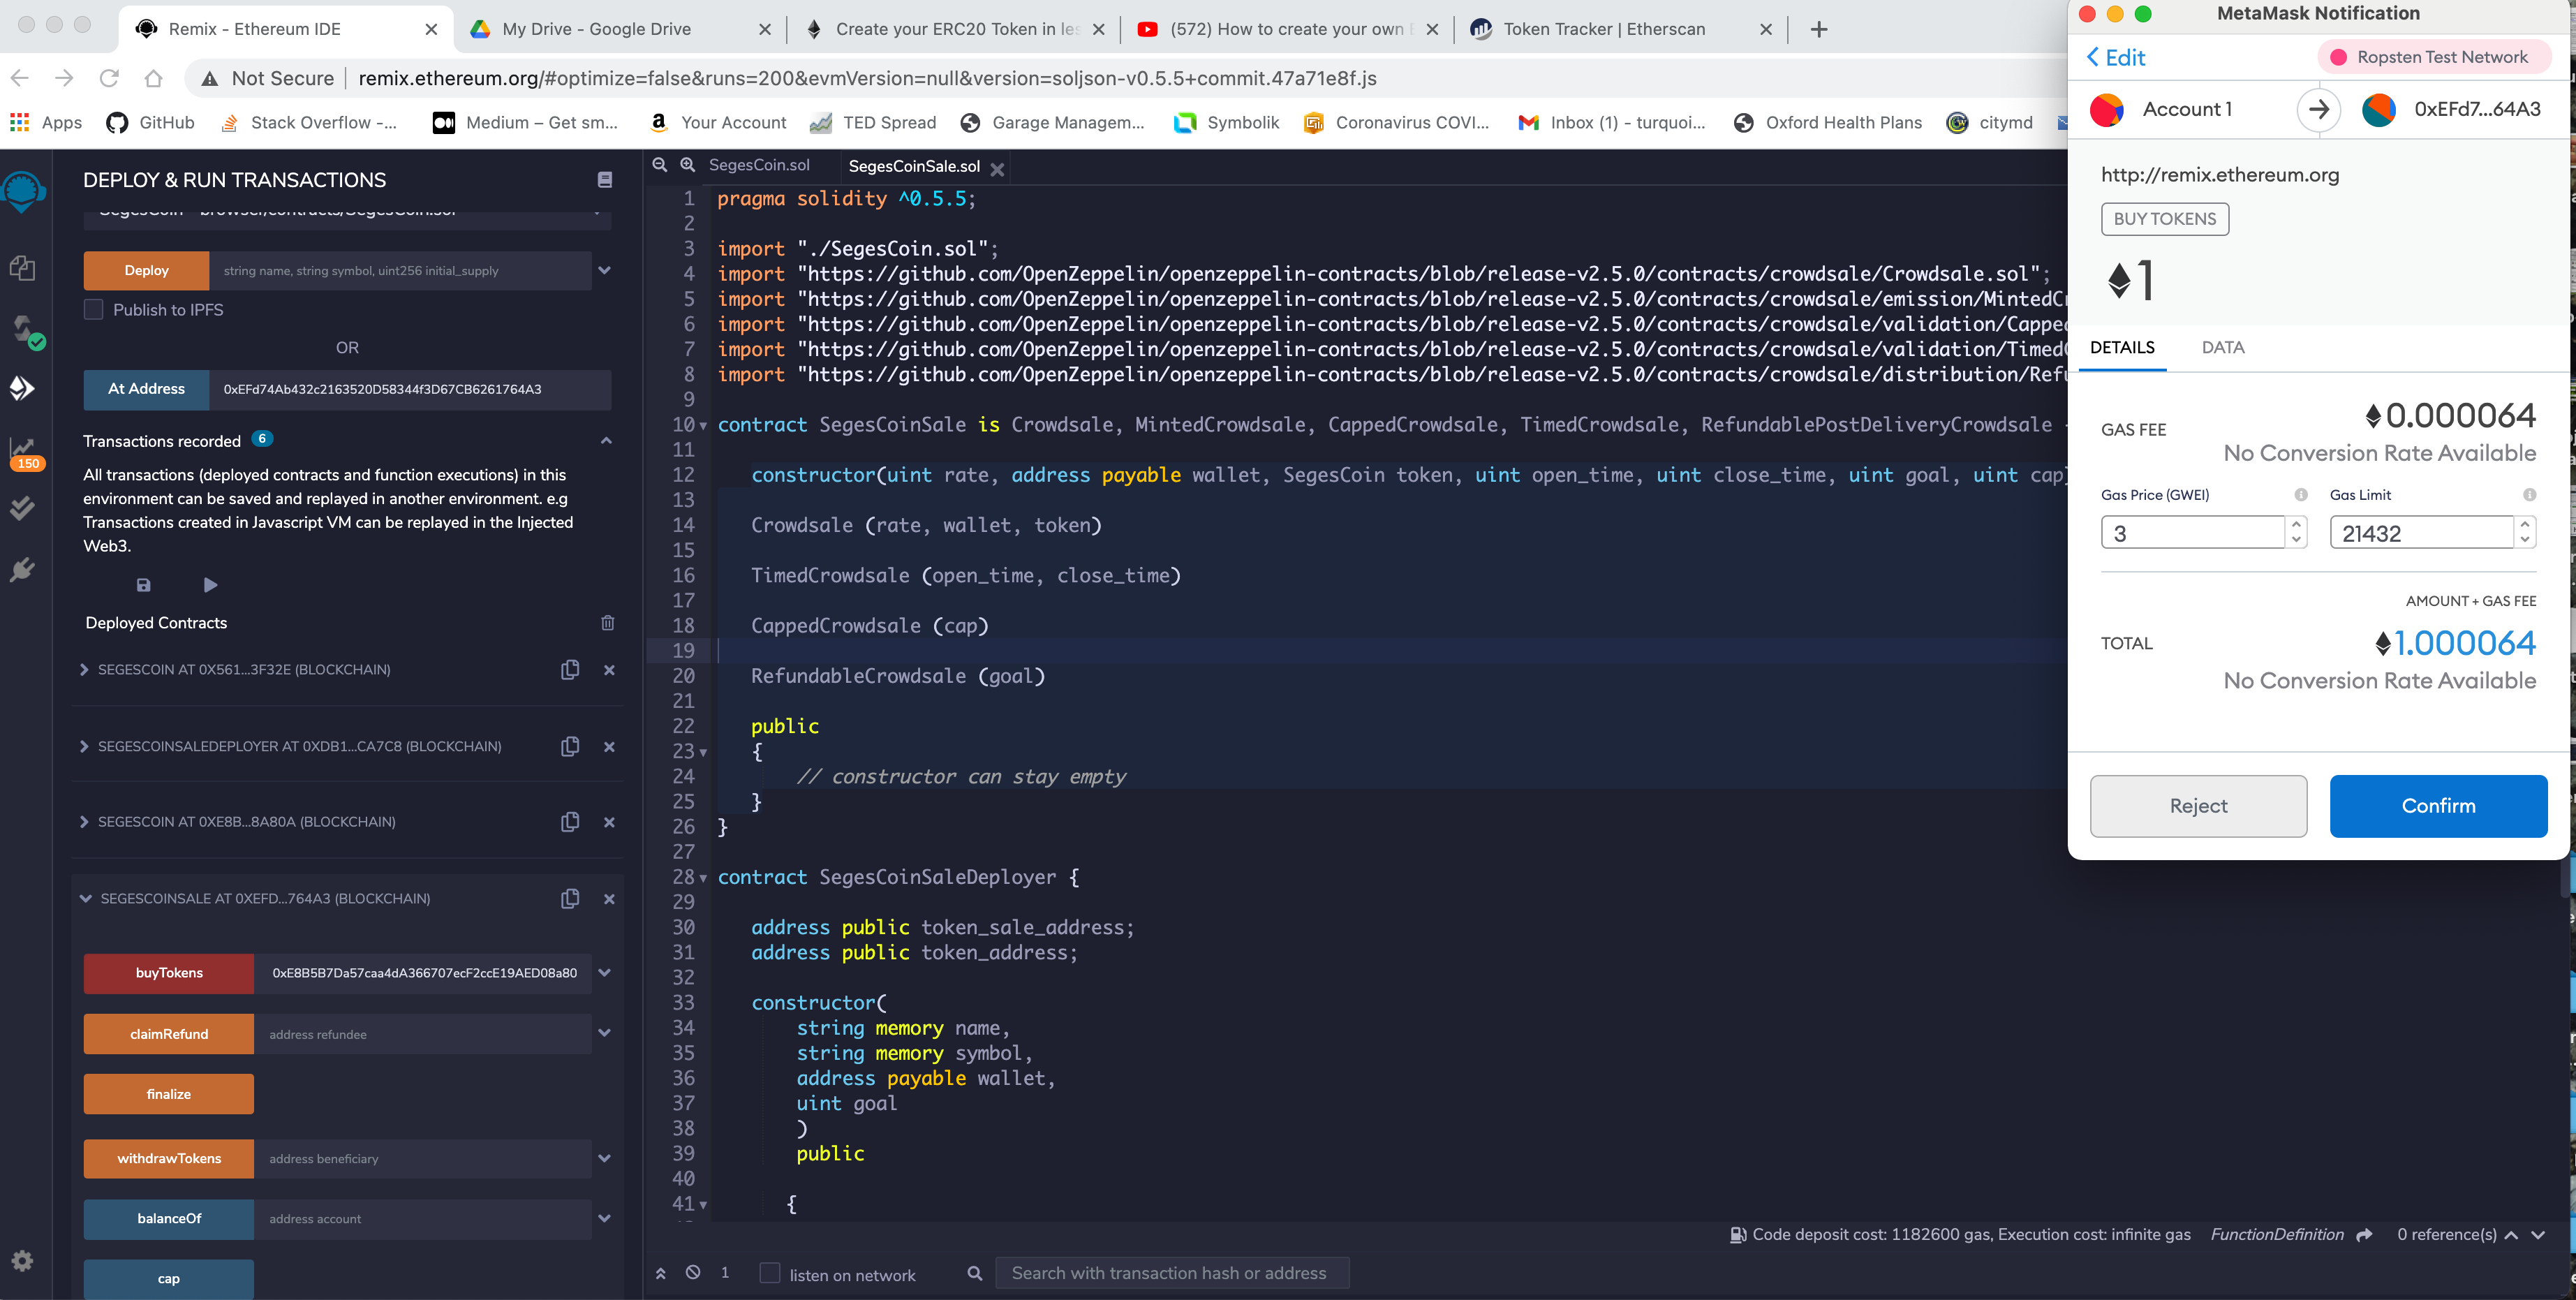 Remix - Ethereum IDE
My Drive - Google Drive
Create your ERC20 Token in les
(572) How to create your own E
Token Tracker | Etherscan
Not Secure
remix.ethereum.org/#optimize=false&runs=200&evmVersion=null&version=soljson-v0.5.5+commit.47a71e8f.js
Apps
GitHub
Stack Overflow -...
Medium – Get sm...
Your Account
TED Spread
Garage Managem...
Symbolik
Coronavirus COVI...
Inbox (1) - turquoi...
Oxford Health Plans
citymd
DEPLOY & RUN TRANSACTIONS
SegesCoin - browser/contracts/SegesCoin.sol
Deploy
string name, string symbol, uint256 initial_supply
Publish to IPFS
OR
At Address
0xEFd74Ab432c2163520D58344f3D67CB6261764A3
Transactions recorded 6
All transactions (deployed contracts and function executions) in this
environment can be saved and replayed in another environment. e.g
Transactions created in Javascript VM can be replayed in the Injected
Web3.
150
Deployed Contracts
SEGESCOIN AT 0X561...3F32E (BLOCKCHAIN)
SEGESCOINSALEDEPLOYER AT 0XDB1...CA7C8 (BLOCKCHAIN)
SEGESCOIN AT 0XE8B...8A80A (BLOCKCHAIN)
SEGESCOINSALE AT 0XEFD...764A3 (BLOCKCHAIN)
buyTokens
0xE8B5B7Da57caa4dA366707ecF2ccE19AED08a80
claimRefund
address refundee
finalize
withdrawTokens
address beneficiary
balanceOf
address account
cap
SegesCoin.sol
SegesCoinSale.sol
1 pragma solidity ^0.5.5;
2
3 import "./SegesCoin.sol";
4 import "https://github.com/OpenZeppelin/openzeppelin-contracts/blob/release-v2.5.0/contracts/crowdsale/Crowdsale.sol";
5 import "https://github.com/OpenZeppelin/openzeppelin-contracts/blob/release-v2.5.0/contracts/crowdsale/emission/MintedCr
6 import "https://github.com/OpenZeppelin/openzeppelin-contracts/blob/release-v2.5.0/contracts/crowdsale/validation/Cappe
7 import "https://github.com/OpenZeppelin/openzeppelin-contracts/blob/release-v2.5.0/contracts/crowdsale/validation/TimedC
8 import "https://github.com/OpenZeppelin/openzeppelin-contracts/blob/release-v2.5.0/contracts/crowdsale/distribution/Refu
9
10 contract SegesCoinSale is Crowdsale, MintedCrowdsale, CappedCrowdsale, TimedCrowdsale, RefundablePostDeliveryCrowdsale
11
12 constructor(uint rate, address payable wallet, SegesCoin token, uint open_time, uint close_time, uint goal, uint cap
13
14 Crowdsale (rate, wallet, token)
15
16 TimedCrowdsale (open_time, close_time)
17
18 CappedCrowdsale (cap)
19
20 RefundableCrowdsale (goal)
21
22 public
23 {
24 // constructor can stay empty
25 }
26 }
27
28 contract SegesCoinSaleDeployer {
29
30 address public token_sale_address;
31 address public token_address;
32
33 constructor(
34 string memory name,
35 string memory symbol,
36 address payable wallet,
37 uint goal
38 )
39 public
40
41 {
Code deposit cost: 1182600 gas, Execution cost: infinite gas FunctionDefinition 0 reference(s)
1
listen on network
Search with transaction hash or address
MetaMask Notification
Edit
Ropsten Test Network
Account 1
0xEFd7...64A3
http://remix.ethereum.org
BUY TOKENS
1
DETAILS
DATA
GAS FEE
0.000064
No Conversion Rate Available
Gas Price (GWEI)
Gas Limit
3
21432
AMOUNT + GAS FEE
TOTAL
1.000064
No Conversion Rate Available
Reject
Confirm